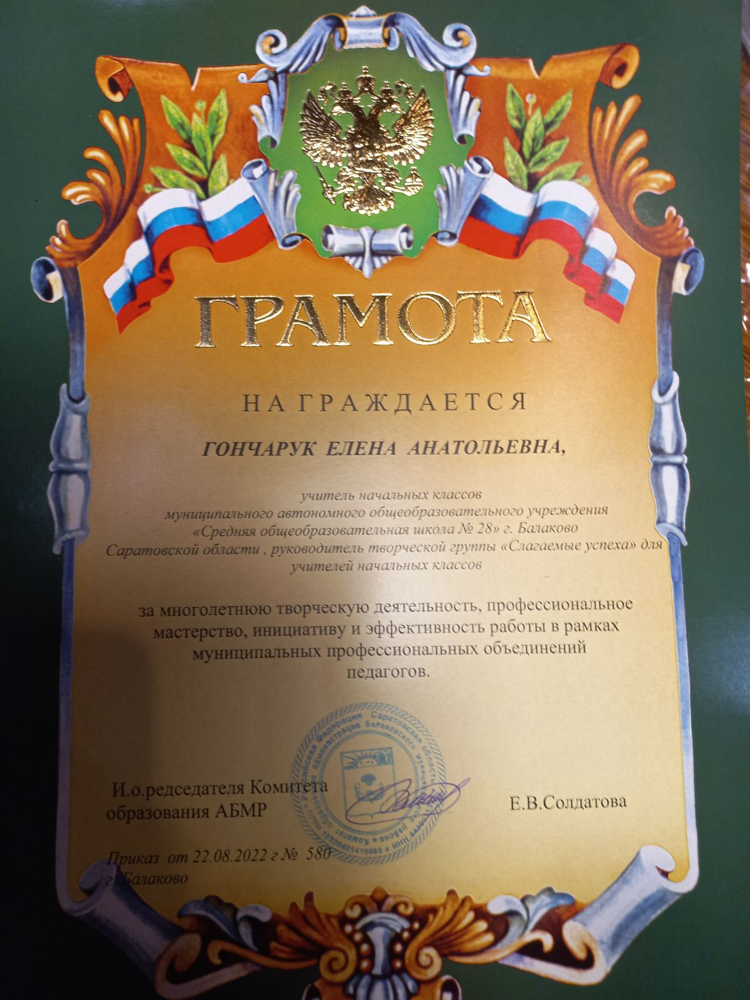 ГРАМОТА
НАГРАЖДАЕТСЯ
ГОНЧАРУК ЕЛЕНА АНАТОЛЬЕВНА,
учитель начальных классов
муниципального автономного общеобразовательного учреждения
«Средняя общеобразовательная школа № 28» г. Балаково
Саратовской области , руководитель творческой группы «Слагаемые успеха» для
учителей начальных классов
за многолетнюю творческую деятельность, профессиональное
мастерство, инициативу и эффективность работы в рамках
муниципальных профессиональных объединений
педагогов.
Российская Федерация Саратовская область
Комитет образования администрации Балаковского муниципального района
И.о.редседателя Комитета
образования АБМР
Е.В.Солдатова
Приказ от 22.08.2022 г № 580
г. Балаково